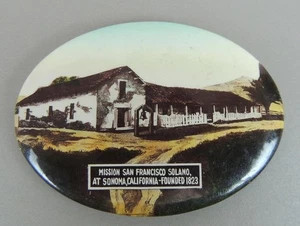 MISSION SAN FRANCISCO SOLANO,
AT SONOMA, CALIFORNIA-FOUNDED 1823